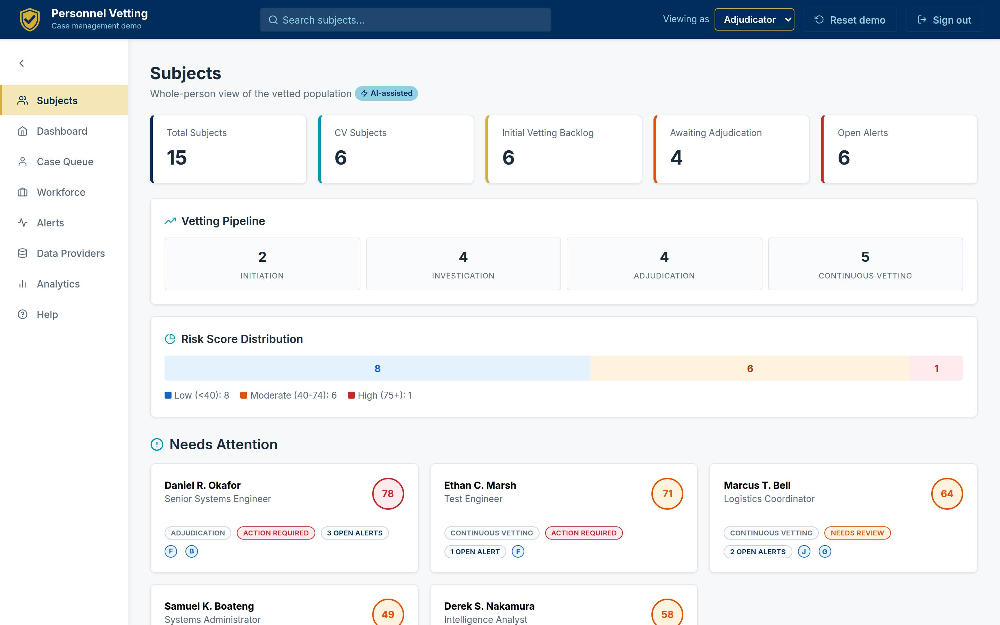 Personnel Vetting
Case management demo
Search subjects...
Viewing as
Adjudicator
Reset demo
Sign out
Subjects
Dashboard
Case Queue
Workforce
Alerts
Data Providers
Analytics
Help
Subjects
Whole-person view of the vetted population
AI-assisted
Total Subjects
15
CV Subjects
6
Initial Vetting Backlog
6
Awaiting Adjudication
4
Open Alerts
6
Vetting Pipeline
2
INITIATION
4
INVESTIGATION
4
ADJUDICATION
5
CONTINUOUS VETTING
Risk Score Distribution
8
6
1
Low (<40): 8
Moderate (40-74): 6
High (75+): 1
Needs Attention
Daniel R. Okafor
Senior Systems Engineer
78
ADJUDICATION
ACTION REQUIRED
3 OPEN ALERTS
F
B
Ethan C. Marsh
Test Engineer
71
CONTINUOUS VETTING
ACTION REQUIRED
1 OPEN ALERT
F
Marcus T. Bell
Logistics Coordinator
64
CONTINUOUS VETTING
NEEDS REVIEW
2 OPEN ALERTS
J
G
Samuel K. Boateng
Systems Administrator
49
Derek S. Nakamura
Intelligence Analyst
58